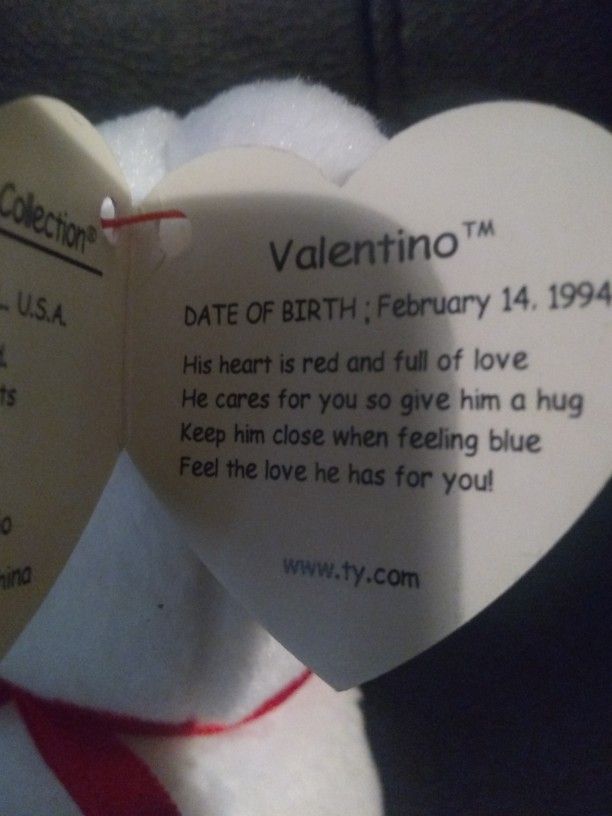 Collection®
U.S.A.
ts
o
hina
Valentino™
DATE OF BIRTH ; February 14, 1994
His heart is red and full of love
He cares for you so give him a hug
Keep him close when feeling blue
Feel the love he has for you!
www.ty.com